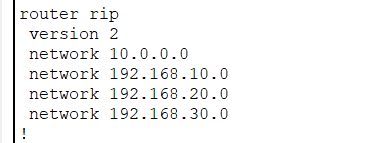 router rip
 version 2
 network 10.0.0.0
 network 192.168.10.0
 network 192.168.20.0
 network 192.168.30.0
!